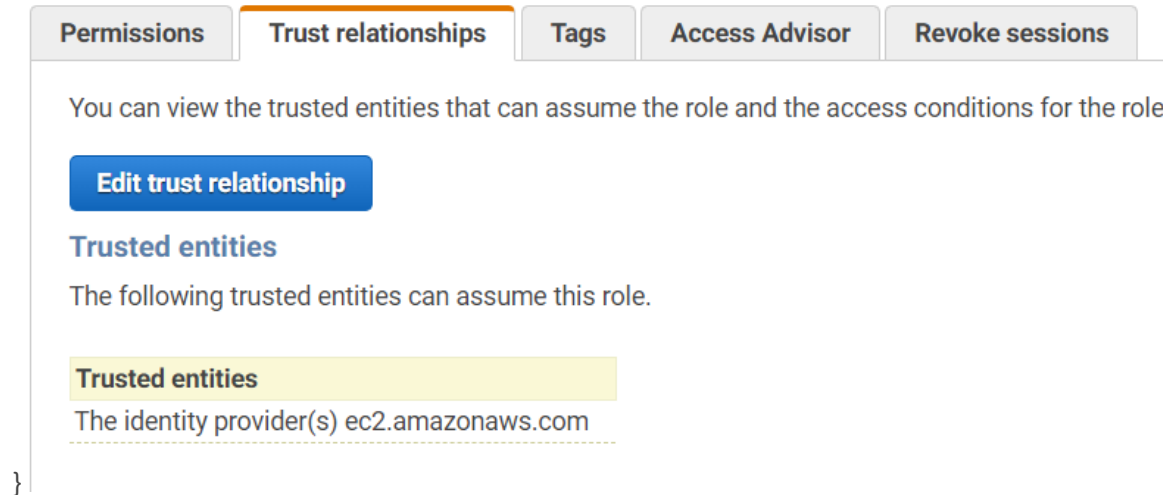 Permissions Trust relationships Tags Access Advisor Revoke sessions
You can view the trusted entities that can assume the role and the access conditions for the role
Edit trust relationship
Trusted entities
The following trusted entities can assume this role.
Trusted entities
The identity provider(s) ec2.amazonaws.com
}